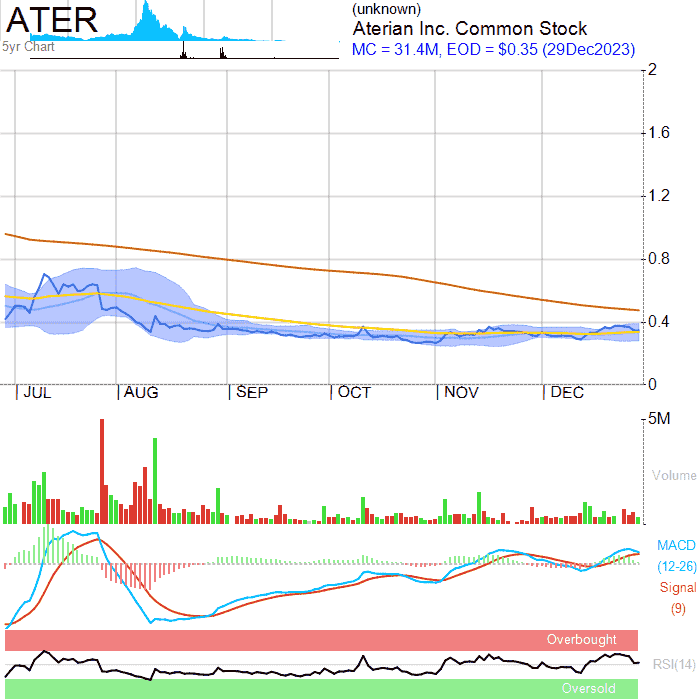 ATER
5yr Chart
(unknown)
Aterian Inc. Common Stock
MC = 31.4M, EOD = $0.35 (29Dec2023)
2
1.6
1.2
0.8
0.4
0
JUL AUG SEP OCT NOV DEC
5M
Volume
MACD
(12-26)
Signal
(9)
Overbought
RSI(14)
Oversold